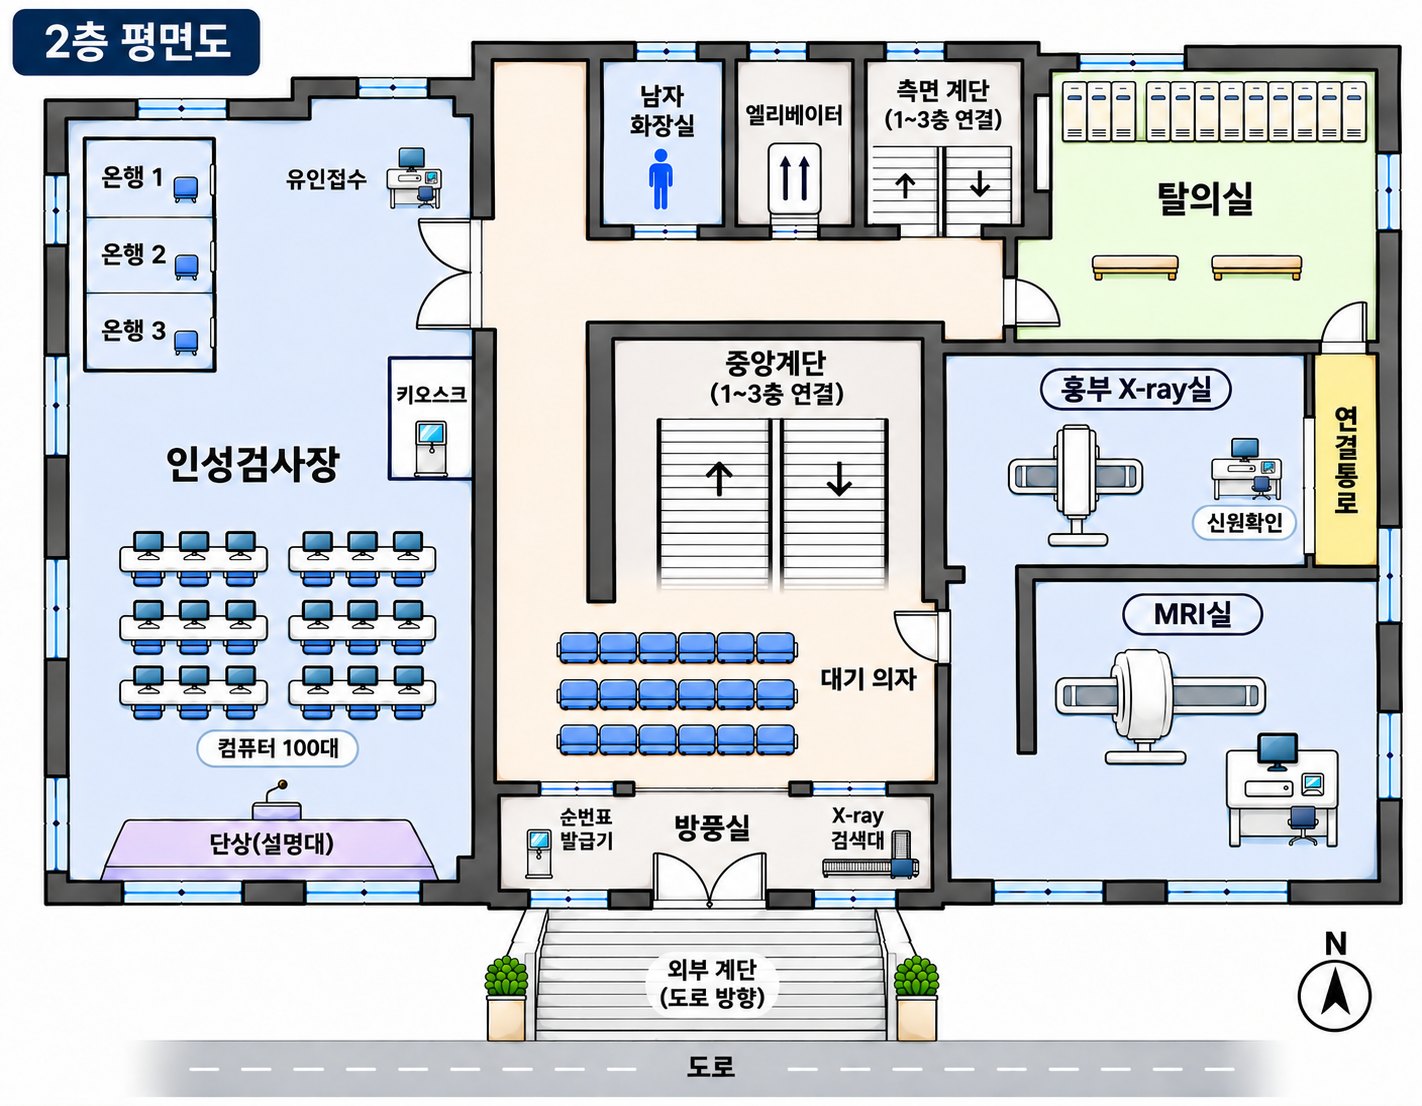 2층 평면도
남자
화장실
엘리베이터
측면 계단
(1~3층 연결)
온행 1
온행 2
온행 3
유인접수
탈의실
키오스크
중앙계단
(1~3층 연결)
흉부 X-ray실
연결통로
신원확인
인성검사장
MRI실
대기 의자
컴퓨터 100대
단상(설명대)
순번표
발급기
방풍실
X-ray
검색대
외부 계단
(도로 방향)
N
도로